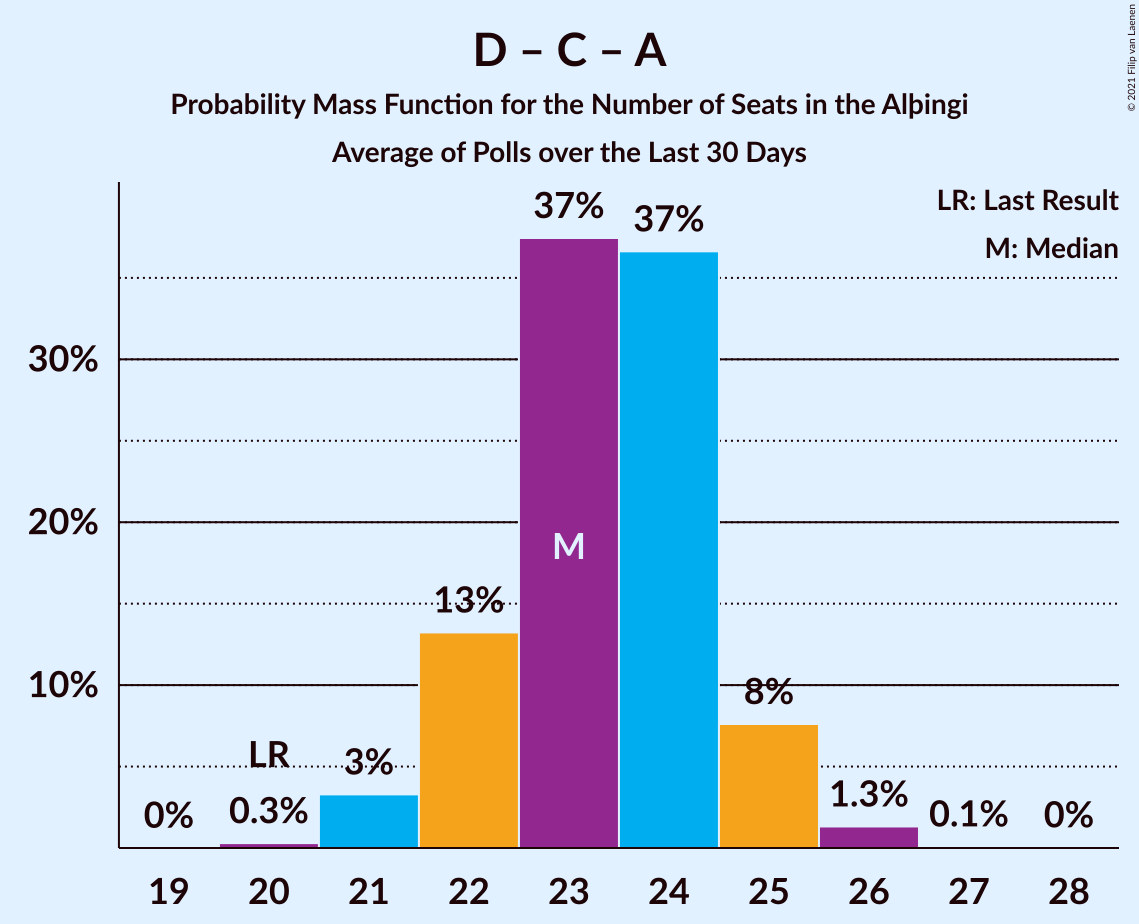 D – C – A
Probability Mass Function for the Number of Seats in the Alþingi
Average of Polls over the Last 30 Days
© 2021 Filip van Laenen
LR: Last Result
M: Median
30%
20%
10%
0%
LR
0.3%
3%
13%
37%
M
37%
8%
1.3%
0.1%
0%
19 20 21 22 23 24 25 26 27 28